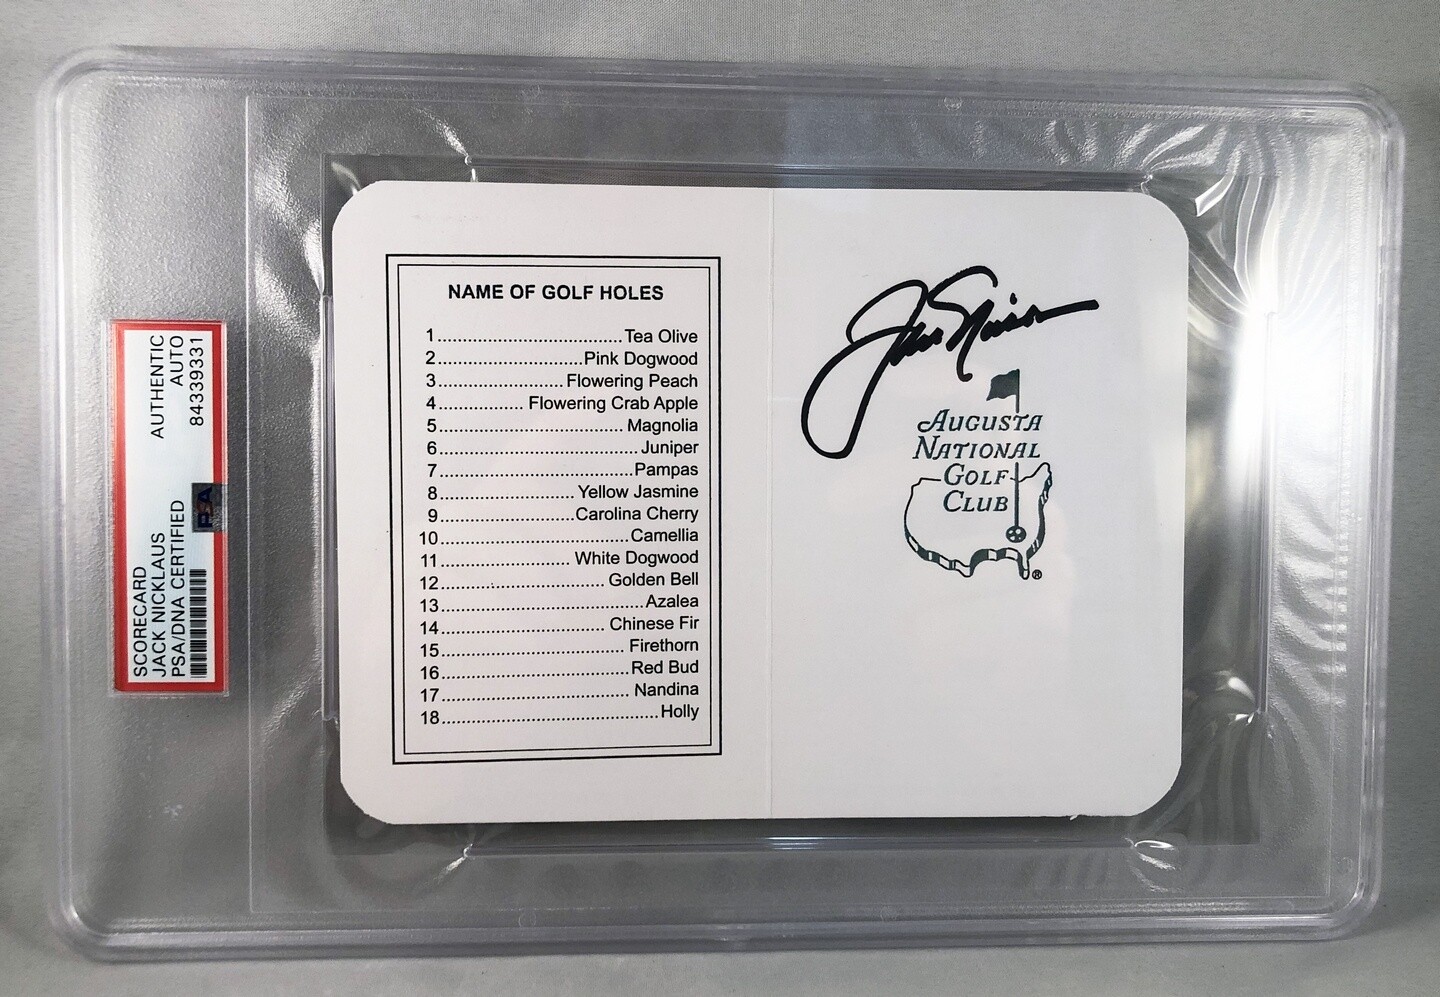 SCORECARD
JACK NICKLAUS
PSA/DNA CERTIFIED
AUTHENTIC
AUTO
84339331
PSA
NAME OF GOLF HOLES
1..........................................Tea Olive
2.................................Pink Dogwood
3............................Flowering Peach
4................... Flowering Crab Apple
5..........................................Magnolia
6.............................................Juniper
7............................................Pampas
8.............................. Yellow Jasmine
9..............................Carolina Cherry
10...........................................Camellia
11............................. White Dogwood
12..................................... Golden Bell
13..............................................Azalea
14..................................... Chinese Fir
15......................................... Firethorn
16...........................................Red Bud
17.......................................... Nandina
18.................................................Holly
Jack Nicklaus
AUGUSTA
NATIONAL
GOLF
CLUB
®